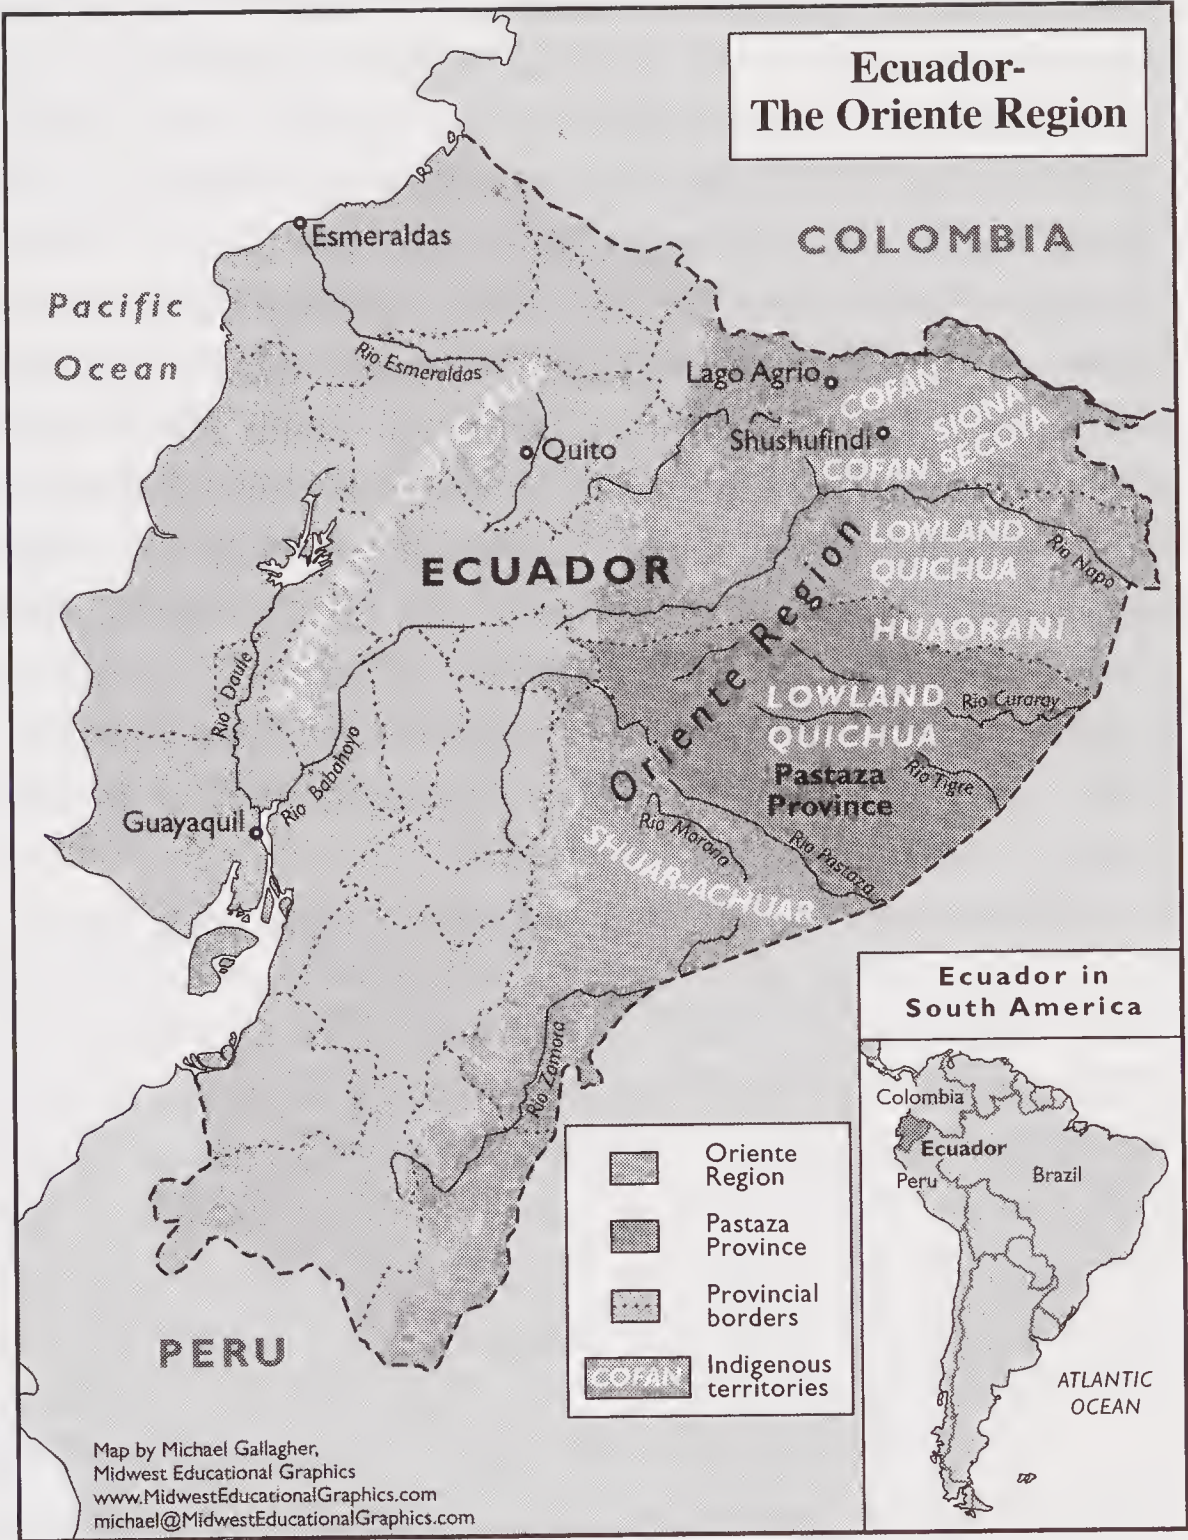 Ecuador-
The Oriente Region
COLOMBIA
Esmeraldas
Pacific
Ocean
Rio Esmeraldas
Lago Agrio
COFAN
SIONA
SECOYA
Shushufindi
COFAN
Quito
HIGHLAND QUICHUA
LOWLAND
QUICHUA
Rio Napo
ECUADOR
Oriente Region
HUAORANI
Rio Daule
LOWLAND
QUICHUA
Rio Curaray
Pastaza
Province
Rio Tigre
Rio Babahoyo
Guayaquil
Rio Morona
Rio Pastaza
SHUAR-ACHUAR
Rio Zamora
PERU
Ecuador in
South America
Colombia
Ecuador
Peru
Brazil
ATLANTIC
OCEAN
Oriente
Region
Pastaza
Province
Provincial
borders
COFAN
Indigenous
territories
Map by Michael Gallagher,
Midwest Educational Graphics
www.MidwestEducationalGraphics.com
michael@MidwestEducationalGraphics.com